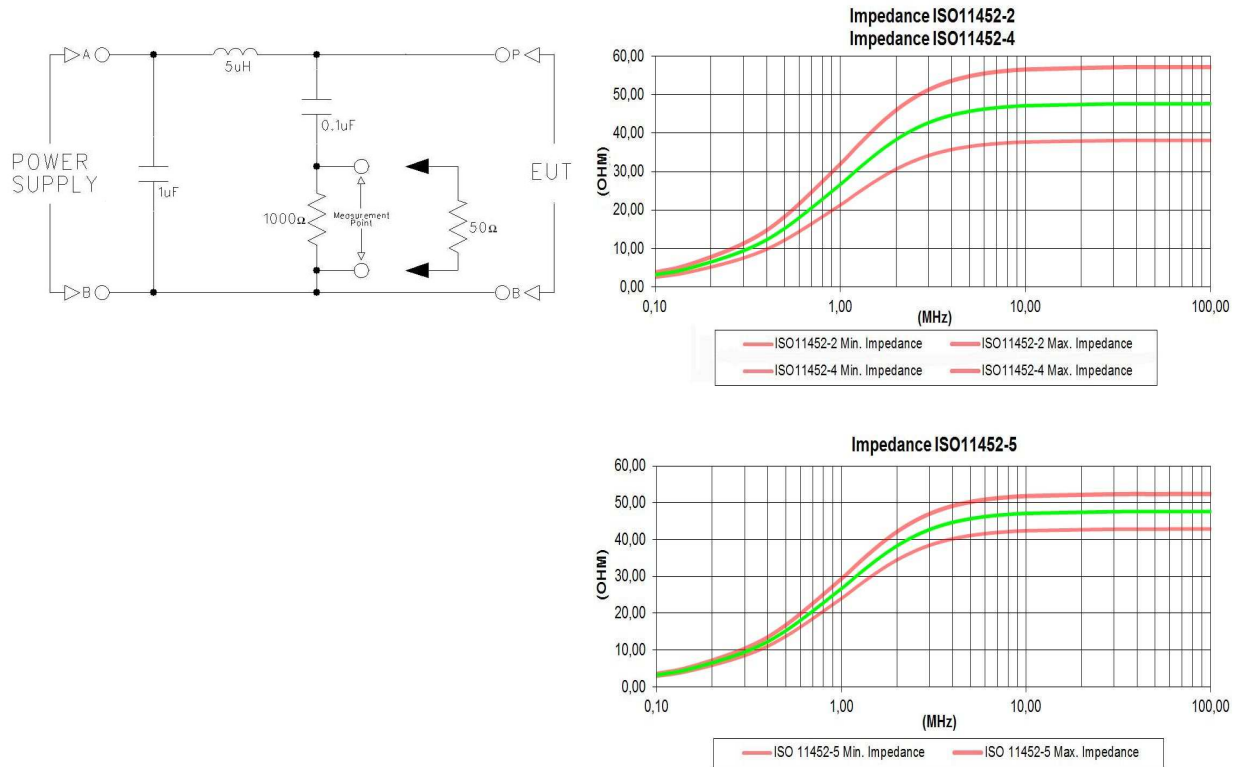 A
5uH
P
0.1uF
POWER
SUPPLY
1uF
1000Ω
Measurement
Point
50Ω
EUT
B
B
Impedance ISO11452-2
Impedance ISO11452-4
60,00
50,00
40,00
30,00
20,00
10,00
0,00
(OHM)
0,10
1,00
10,00
100,00
(MHz)
ISO11452-2 Min. Impedance
ISO11452-2 Max. Impedance
ISO11452-4 Min. Impedance
ISO11452-4 Max. Impedance
Impedance ISO11452-5
60,00
50,00
40,00
30,00
20,00
10,00
0,00
(OHM)
0,10
1,00
10,00
100,00
(MHz)
ISO 11452-5 Min. Impedance
ISO 11452-5 Max. Impedance